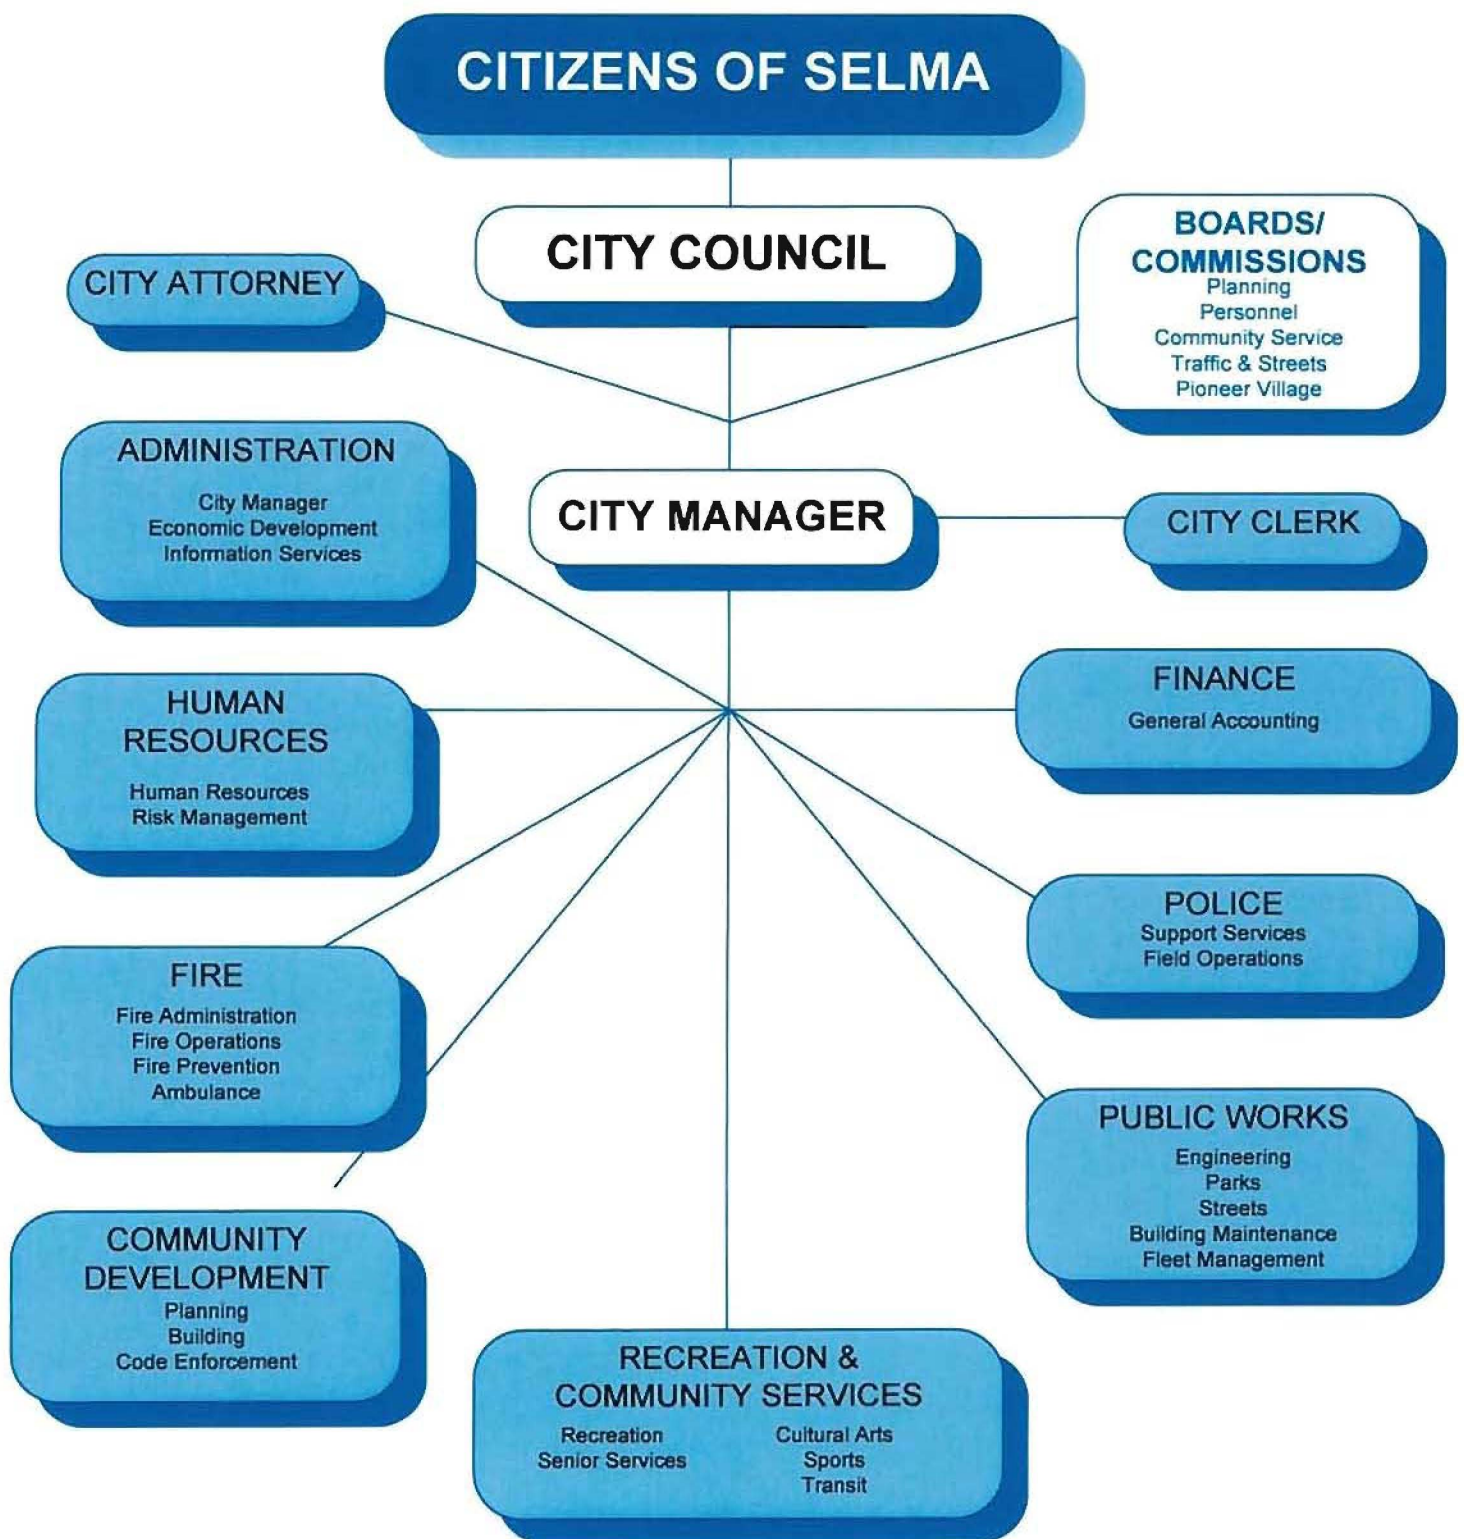 CITIZENS OF SELMA
CITY COUNCIL
CITY ATTORNEY
BOARDS/
COMMISSIONS
Planning
Personnel
Community Service
Traffic & Streets
Pioneer Village
ADMINISTRATION
City Manager
Economic Development
Information Services
CITY MANAGER
CITY CLERK
HUMAN
RESOURCES
Human Resources
Risk Management
FINANCE
General Accounting
FIRE
Fire Administration
Fire Operations
Fire Prevention
Ambulance
POLICE
Support Services
Field Operations
PUBLIC WORKS
Engineering
Parks
Streets
Building Maintenance
Fleet Management
COMMUNITY
DEVELOPMENT
Planning
Building
Code Enforcement
RECREATION &
COMMUNITY SERVICES
Recreation
Senior Services
Cultural Arts
Sports
Transit